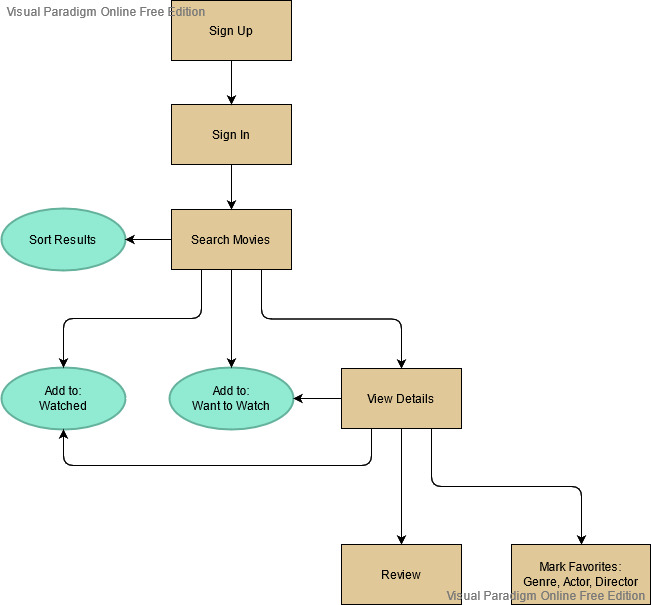 Visual Paradigm Online Free Edition
Sign Up
Sign In
Sort Results
Search Movies
Add to:
Watched
Add to:
Want to Watch
View Details
Review
Mark Favorites:
Genre, Actor, Director
Visual Paradigm Online Free Edition